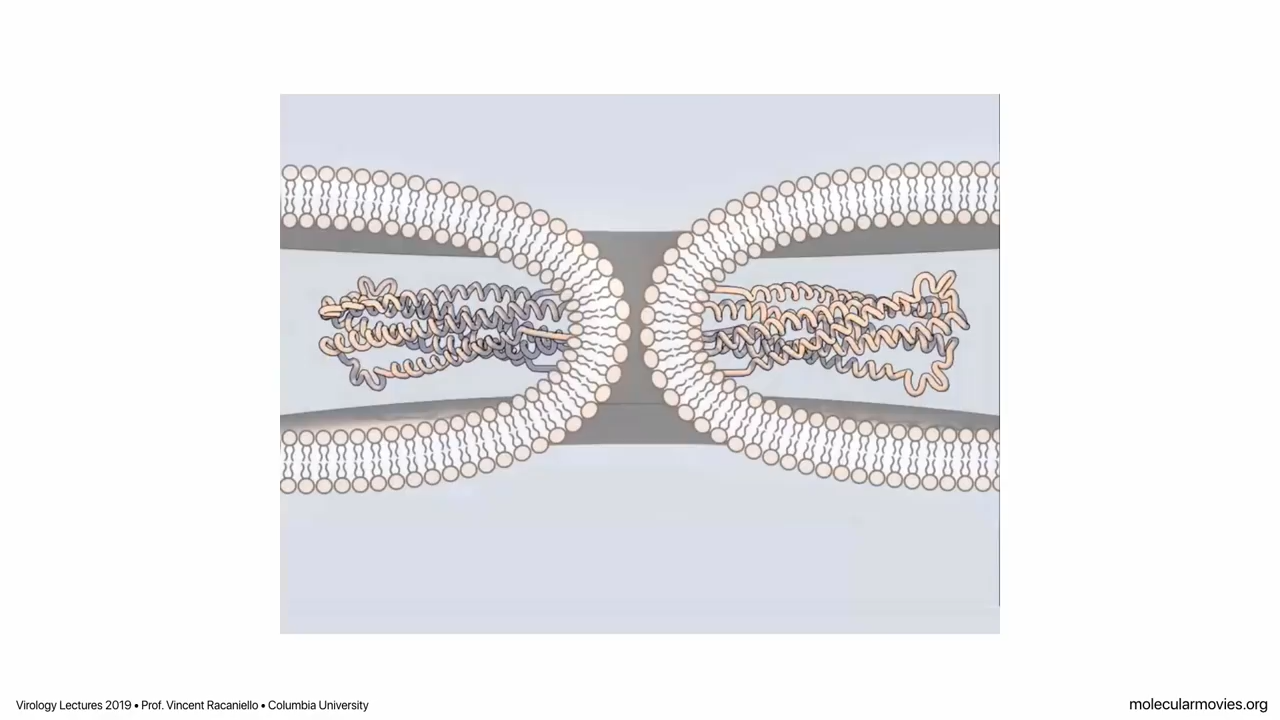 Virology Lectures 2019 • Prof. Vincent Racaniello • Columbia University
molecularmovies.org